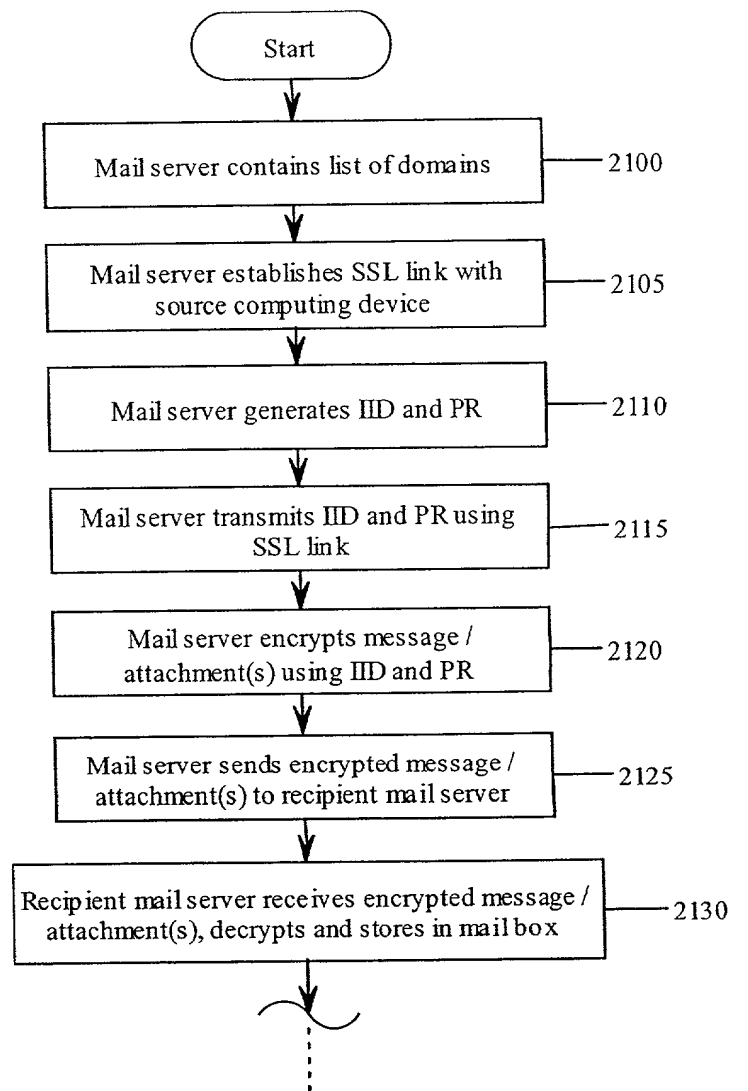 Start
Mail server contains list of domains
2100
Mail server establishes SSL link with
source computing device
2105
Mail server generates IID and PR
2110
Mail server transmits IID and PR using
SSL link
2115
Mail server encrypts message /
attachment(s) using IID and PR
2120
Mail server sends encrypted message /
attachment(s) to recipient mail server
2125
Recipient mail server receives encrypted message /
attachment(s), decrypts and stores in mail box
2130